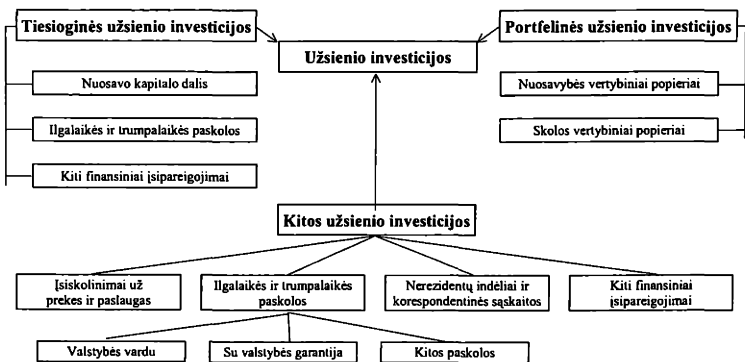 Tiesioginės užsienio investicijos
Portfelinės užsienio investicijos
Užsienio investicijos
Nuosavo kapitalo dalis
Nuosavybės vertybiniai popieriai
Ilgalaikės ir trumpalaikės paskolos
Skolos vertybiniai popieriai
Kiti finansiniai įsipareigojimai
Kitos užsienio investicijos
Įsiskolinimai už
prekes ir paslaugas
Ilgalaikės ir trumpalaikės
paskolos
Nerezidentų indėliai ir
korespondentinės sąskaitos
Kiti finansiniai
įsipareigojimai
Valstybės vardu
Su valstybės garantija
Kitos paskolos